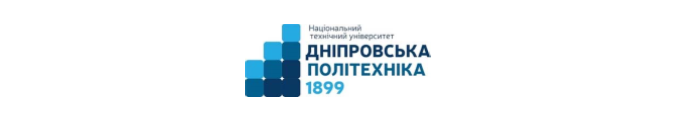 Національний
технічний університет
ДНІПРОВСЬКА
ПОЛІТЕХНІКА
1899